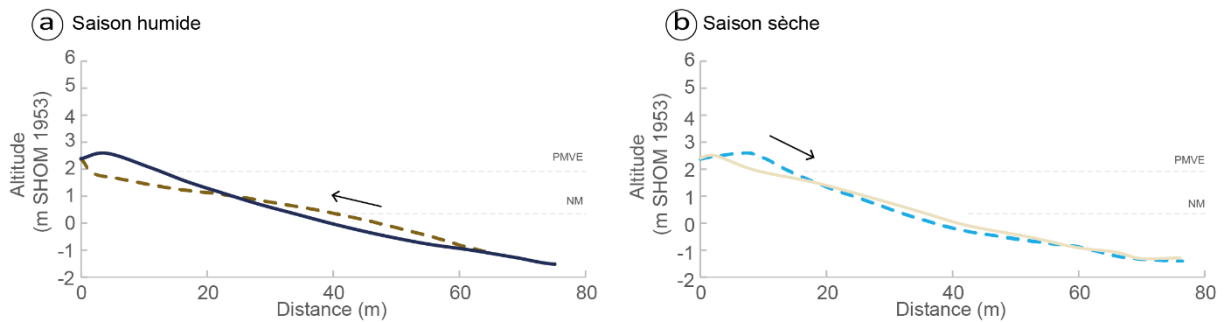 a Saison humide
6
5
4
3
2
1
0
-1
-2
Altitude
(m SHOM 1953)
PMVE
NM
0 20 40 60 80
Distance (m)
b Saison sèche
6
5
4
3
2
1
0
-1
-2
Altitude
(m SHOM 1953)
PMVE
NM
0 20 40 60 80
Distance (m)